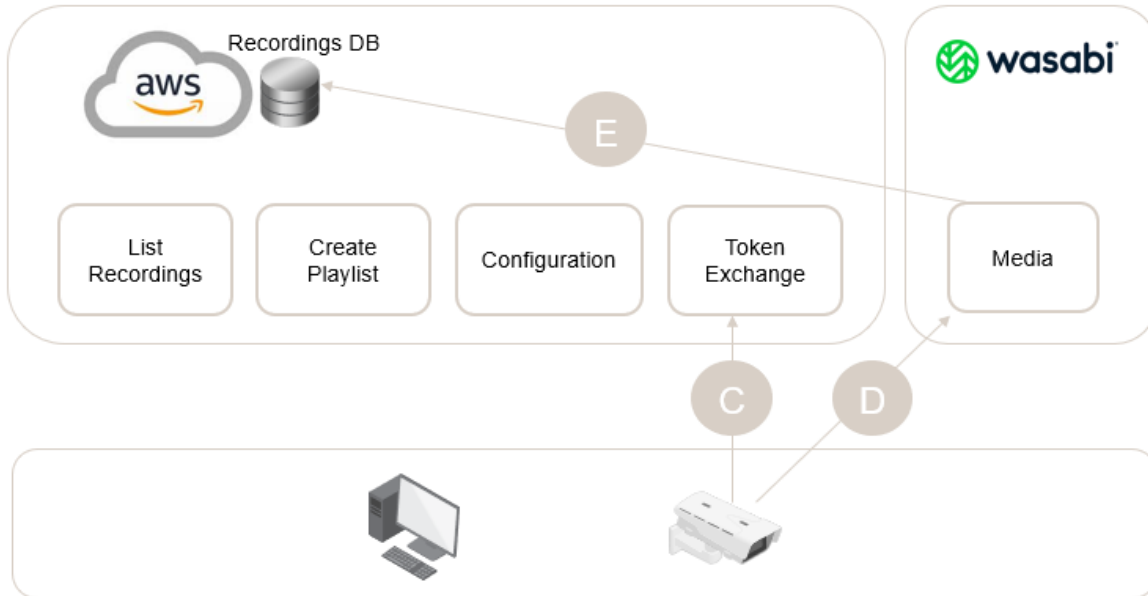 Recordings DB
aws
wasabi
E
List
Recordings
Create
Playlist
Configuration
Token
Exchange
Media
C
D